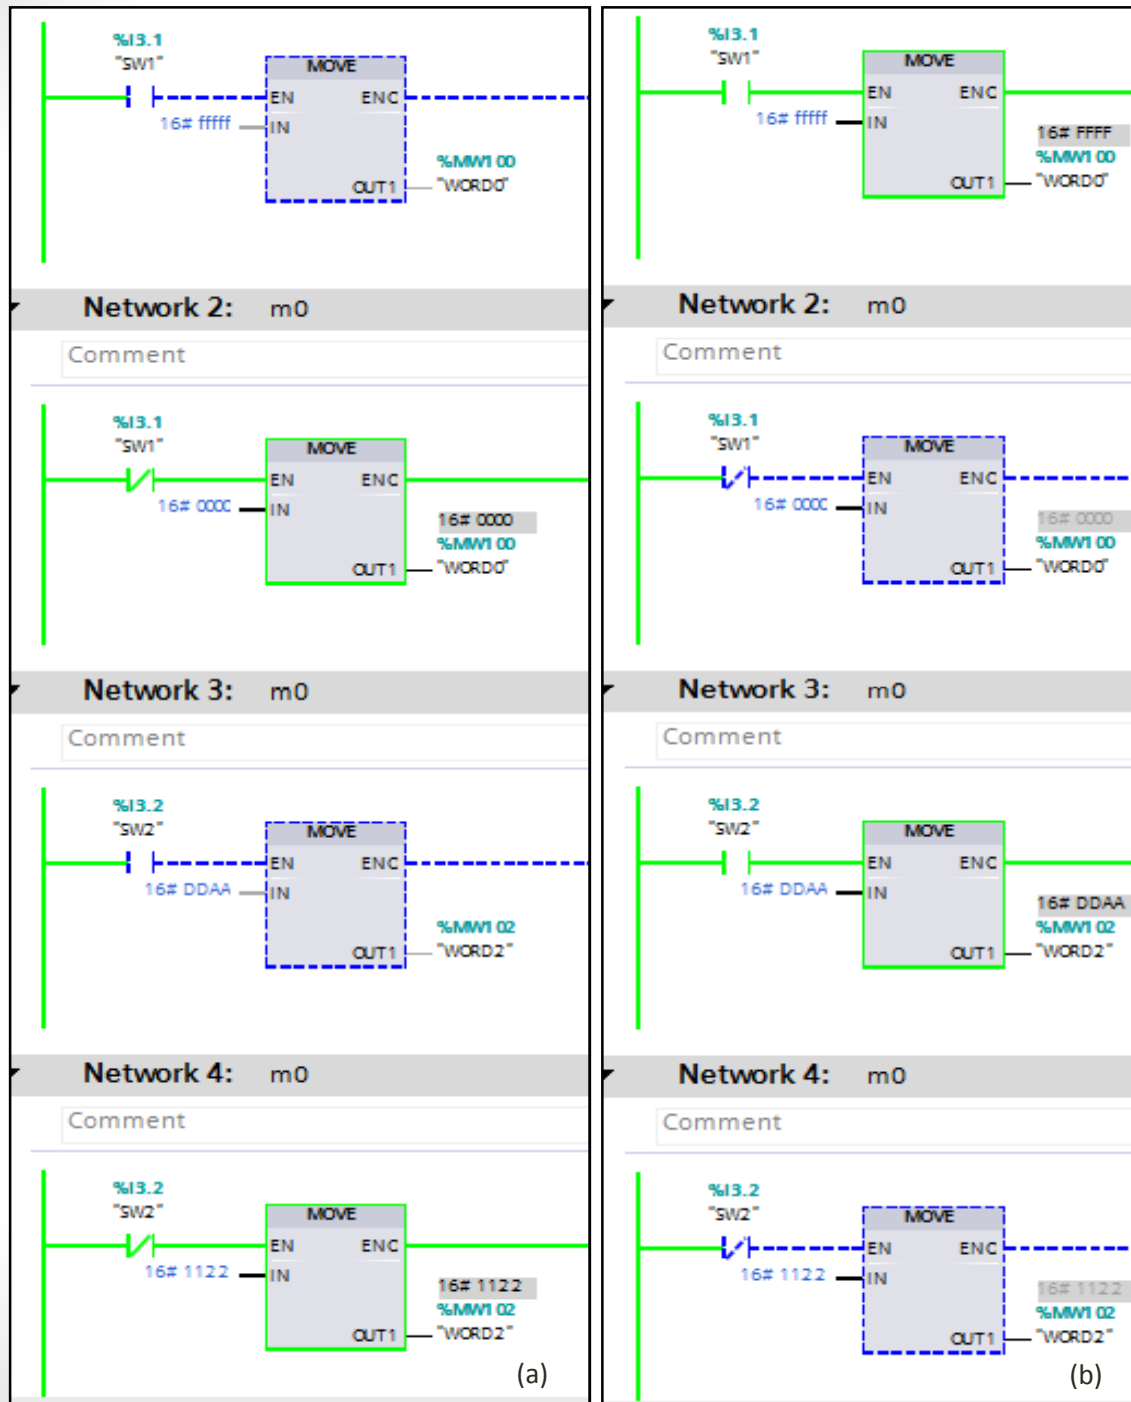 %I3.1
"SW1"
MOVE
EN ENO
16# fffff
IN
%MW100
OUT1
"WORD0"
Network 2: m0
Comment
%I3.1
"SW1"
MOVE
EN ENO
16# 0000
IN
16# 0000
%MW100
OUT1
"WORD0"
Network 3: m0
Comment
%I3.2
"SW2"
MOVE
EN ENO
16# DDAA
IN
%MW102
OUT1
"WORD2"
Network 4: m0
Comment
%I3.2
"SW2"
MOVE
EN ENO
16# 1122
IN
16# 1122
%MW102
OUT1
"WORD2"
(a)
%I3.1
"SW1"
MOVE
EN ENO
16# fffff
IN
16# FFFF
%MW100
OUT1
"WORD0"
Network 2: m0
Comment
%I3.1
"SW1"
MOVE
EN ENO
16# 0000
IN
16# 0000
%MW100
OUT1
"WORD0"
Network 3: m0
Comment
%I3.2
"SW2"
MOVE
EN ENO
16# DDAA
IN
16# DDAA
%MW102
OUT1
"WORD2"
Network 4: m0
Comment
%I3.2
"SW2"
MOVE
EN ENO
16# 1122
IN
16# 1122
%MW102
OUT1
"WORD2"
(b)